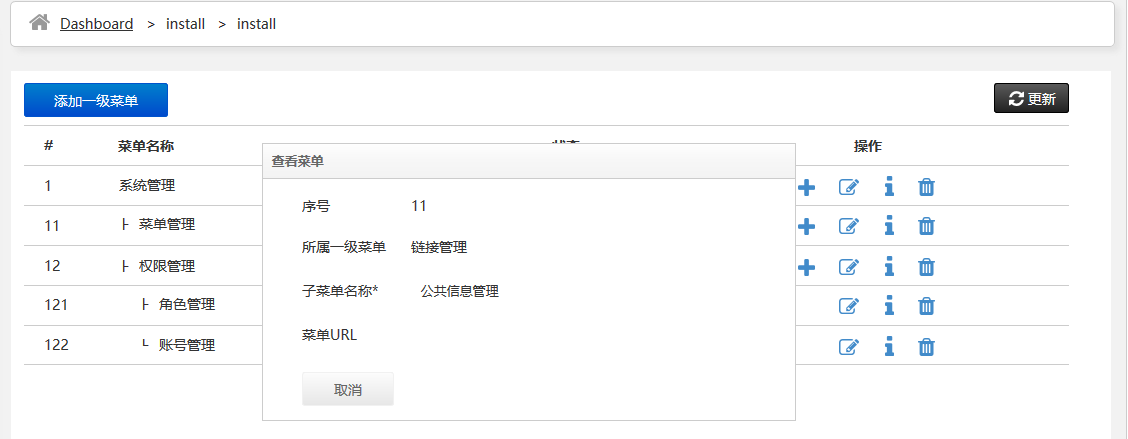 Dashboard > install > install
添加一级菜单
更新
# 菜单名称 状态 操作
1 系统管理
11 ├ 菜单管理
12 ├ 权限管理
121 ├ 角色管理
122 └ 账号管理
查看菜单
序号 11
所属一级菜单 链接管理
子菜单名称* 公共信息管理
菜单URL
取消